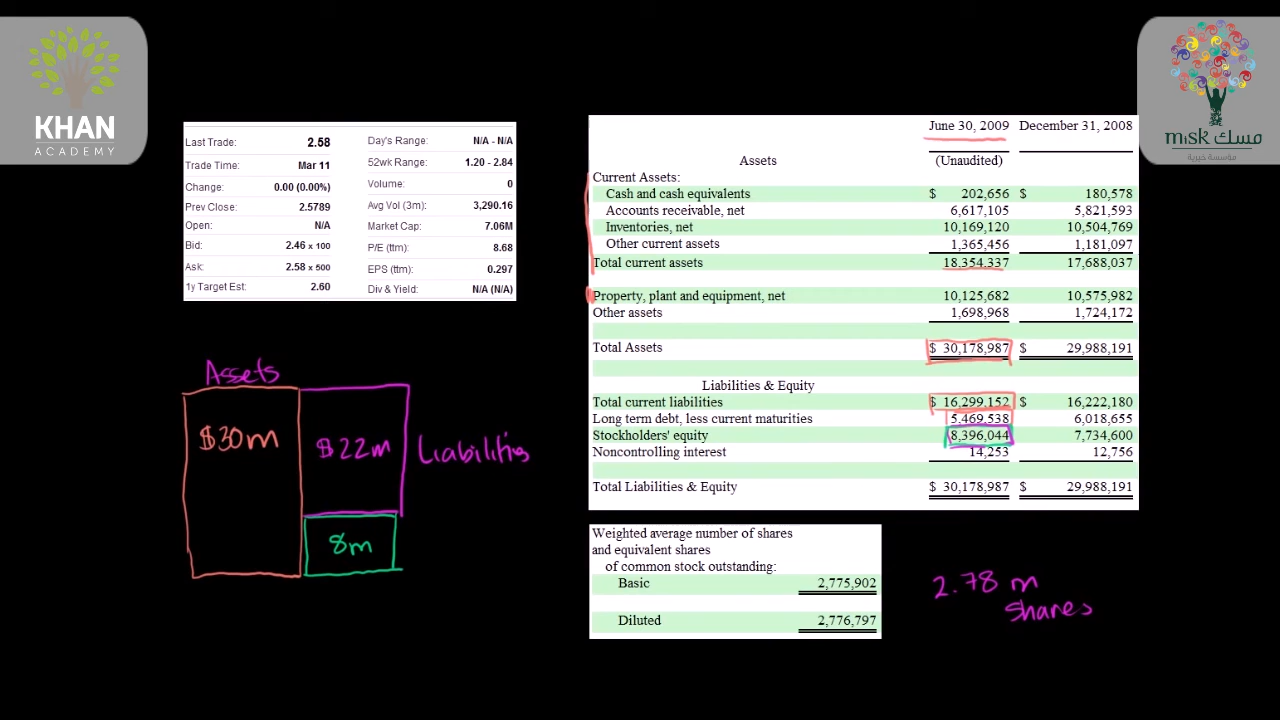 KHAN
ACADEMY
misk مسك
مؤسسة خيرية
Last Trade: 2.58
Trade Time: Mar 11
Change: 0.00 (0.00%)
Prev Close: 2.5789
Open: N/A
Bid: 2.46 x 100
Ask: 2.58 x 500
1y Target Est: 2.60
Day's Range: N/A - N/A
52wk Range: 1.20 - 2.84
Volume: 0
Avg Vol (3m): 3,290.16
Market Cap: 7.06M
P/E (ttm): 8.68
EPS (ttm): 0.297
Div & Yield: N/A (N/A)
June 30, 2009 December 31, 2008
Assets (Unaudited)
Current Assets:
Cash and cash equivalents $ 202,656 $ 180,578
Accounts receivable, net 6,617,105 5,821,593
Inventories, net 10,169,120 10,504,769
Other current assets 1,365,456 1,181,097
Total current assets 18,354,337 17,688,037
Property, plant and equipment, net 10,125,682 10,575,982
Other assets 1,698,968 1,724,172
Total Assets $ 30,178,987 $ 29,988,191
Liabilities & Equity
Total current liabilities $ 16,299,152 $ 16,222,180
Long term debt, less current maturities 5,469,538 6,018,655
Stockholders' equity 8,396,044 7,734,600
Noncontrolling interest 14,253 12,756
Total Liabilities & Equity $ 30,178,987 $ 29,988,191
Assets
$30m
$22m Liabilities
8m
Weighted average number of shares
and equivalent shares
of common stock outstanding:
Basic 2,775,902
Diluted 2,776,797
2.78 m
shares